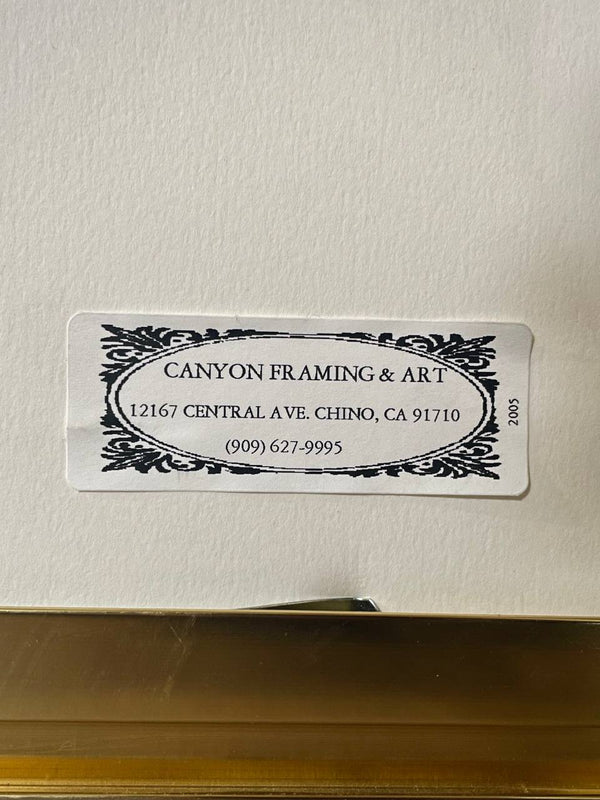 CANYON FRAMING & ART
12167 CENTRAL AVE. CHINO, CA 91710
(909) 627-9995
2005